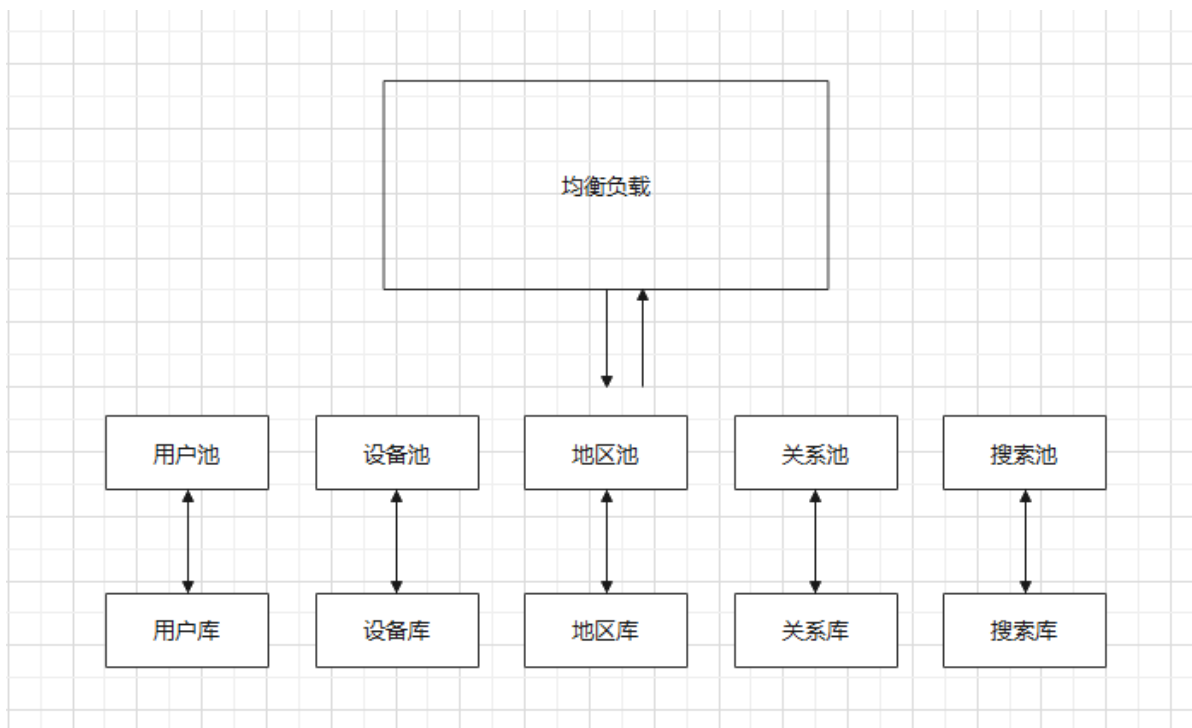 均衡负载
用户池
设备池
地区池
关系池
搜索池
用户库
设备库
地区库
关系库
搜索库